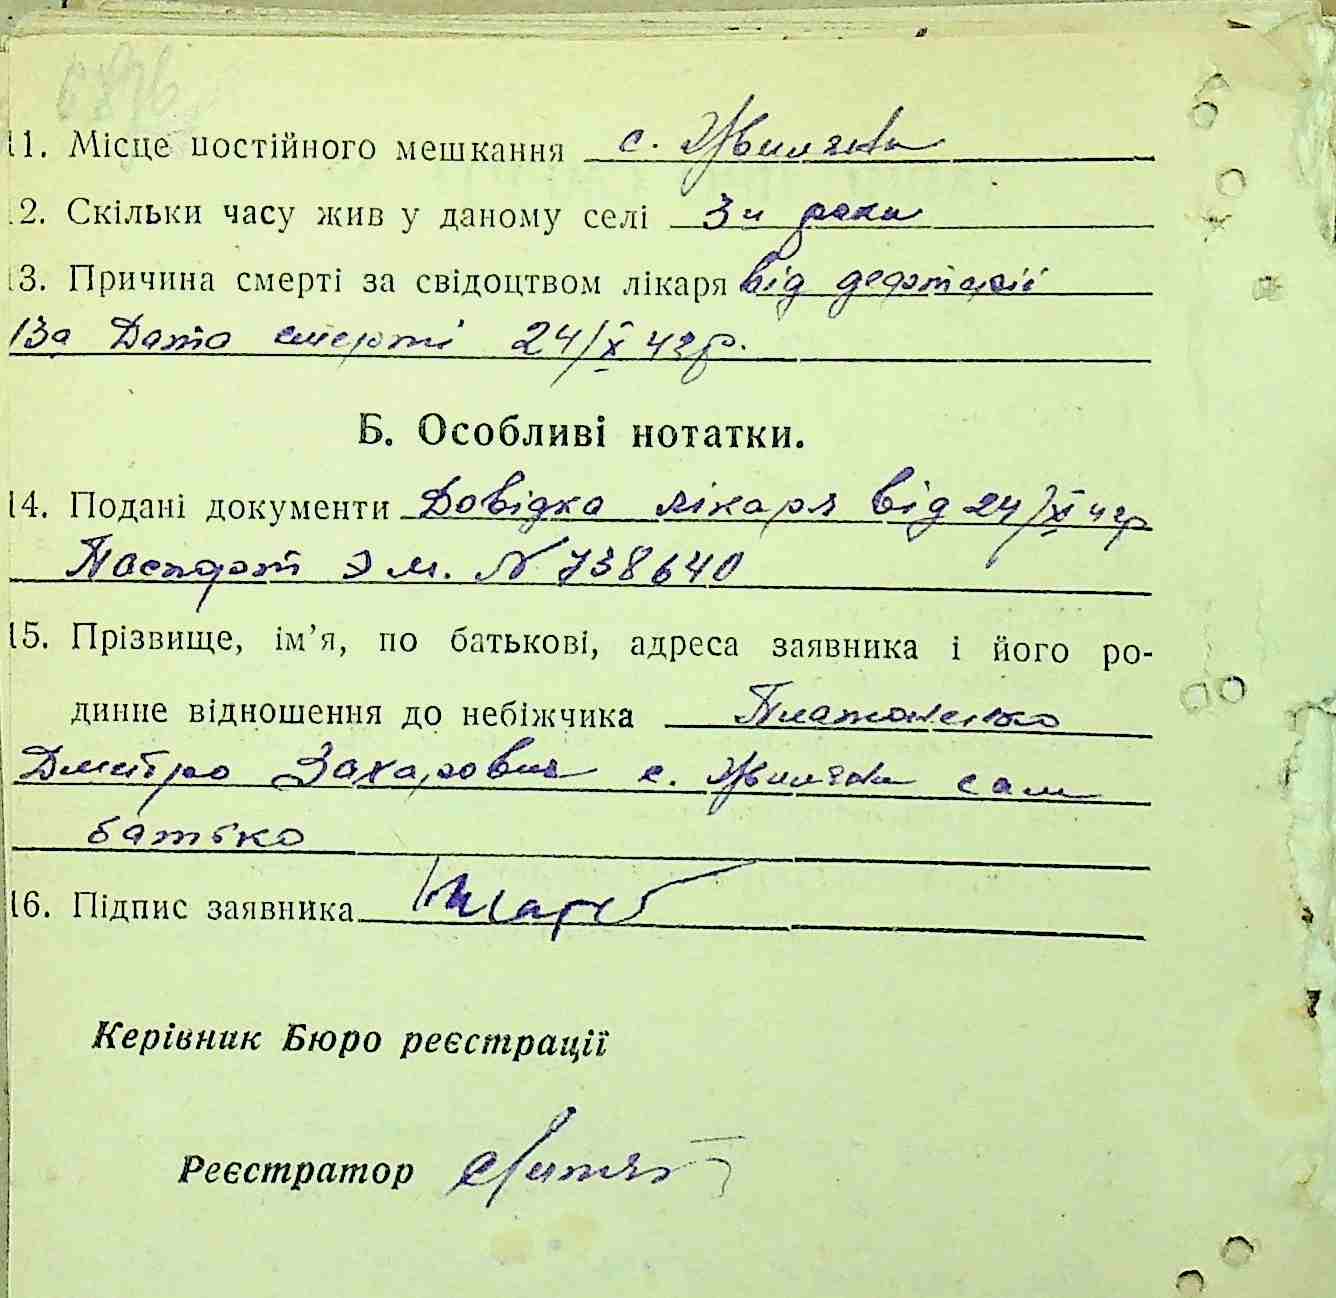 11. Місце постійного мешкання с.
12. Скільки часу жив у даному селі 3и роки
13. Причина смерті за свідоцтвом лікаря від
13а Дата смерті 24/X 42р.
Б. Особливі нотатки.
14. Подані документи Довідка лікаря від 24/X 42р
Паспорт ЭМ. N 738640
15. Прізвище, ім’я, по батькові, адреса заявника і його ро-
динне відношення до небіжчика Платоненко
Дмитро Захарович с. сам
батько
16. Підпис заявника
Керівник Бюро реєстрації
Реєстратор